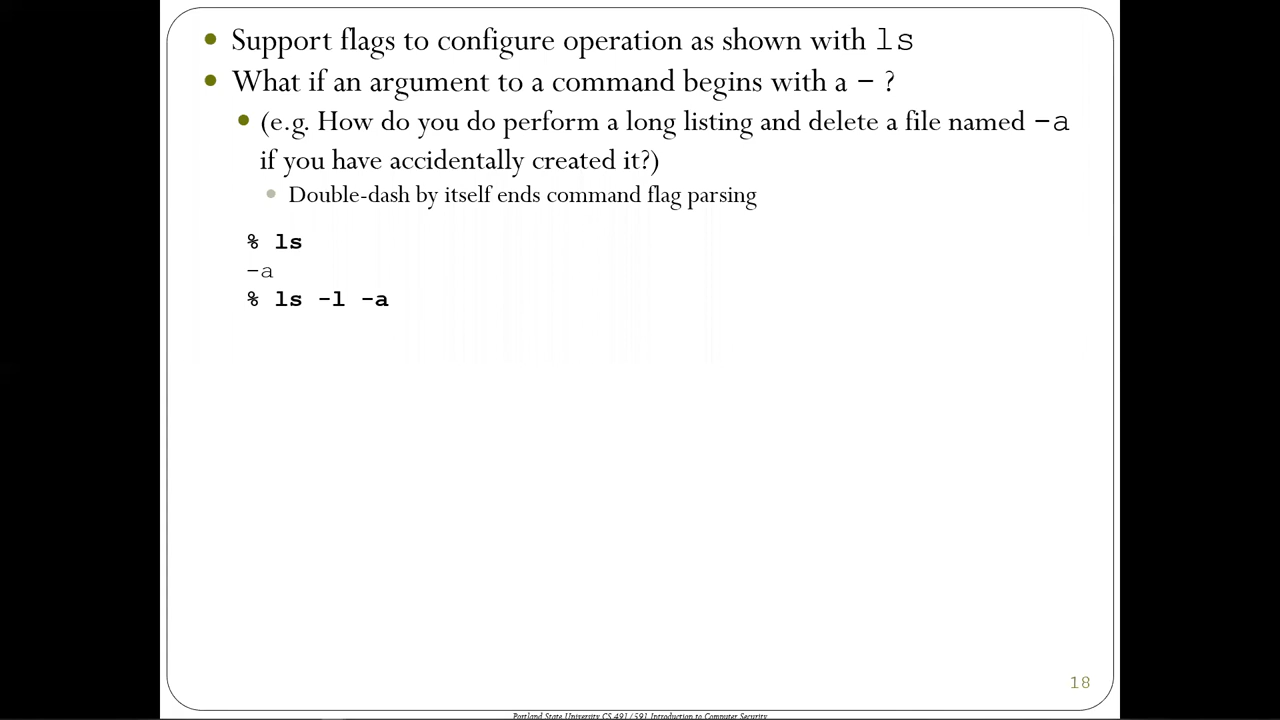 Support flags to configure operation as shown with ls
What if an argument to a command begins with a - ?
(e.g. How do you do perform a long listing and delete a file named -a
if you have accidentally created it?)
Double-dash by itself ends command flag parsing
% ls
-a
% ls -l -a
18
Portland State University CS 491/591 Introduction to Computer Security